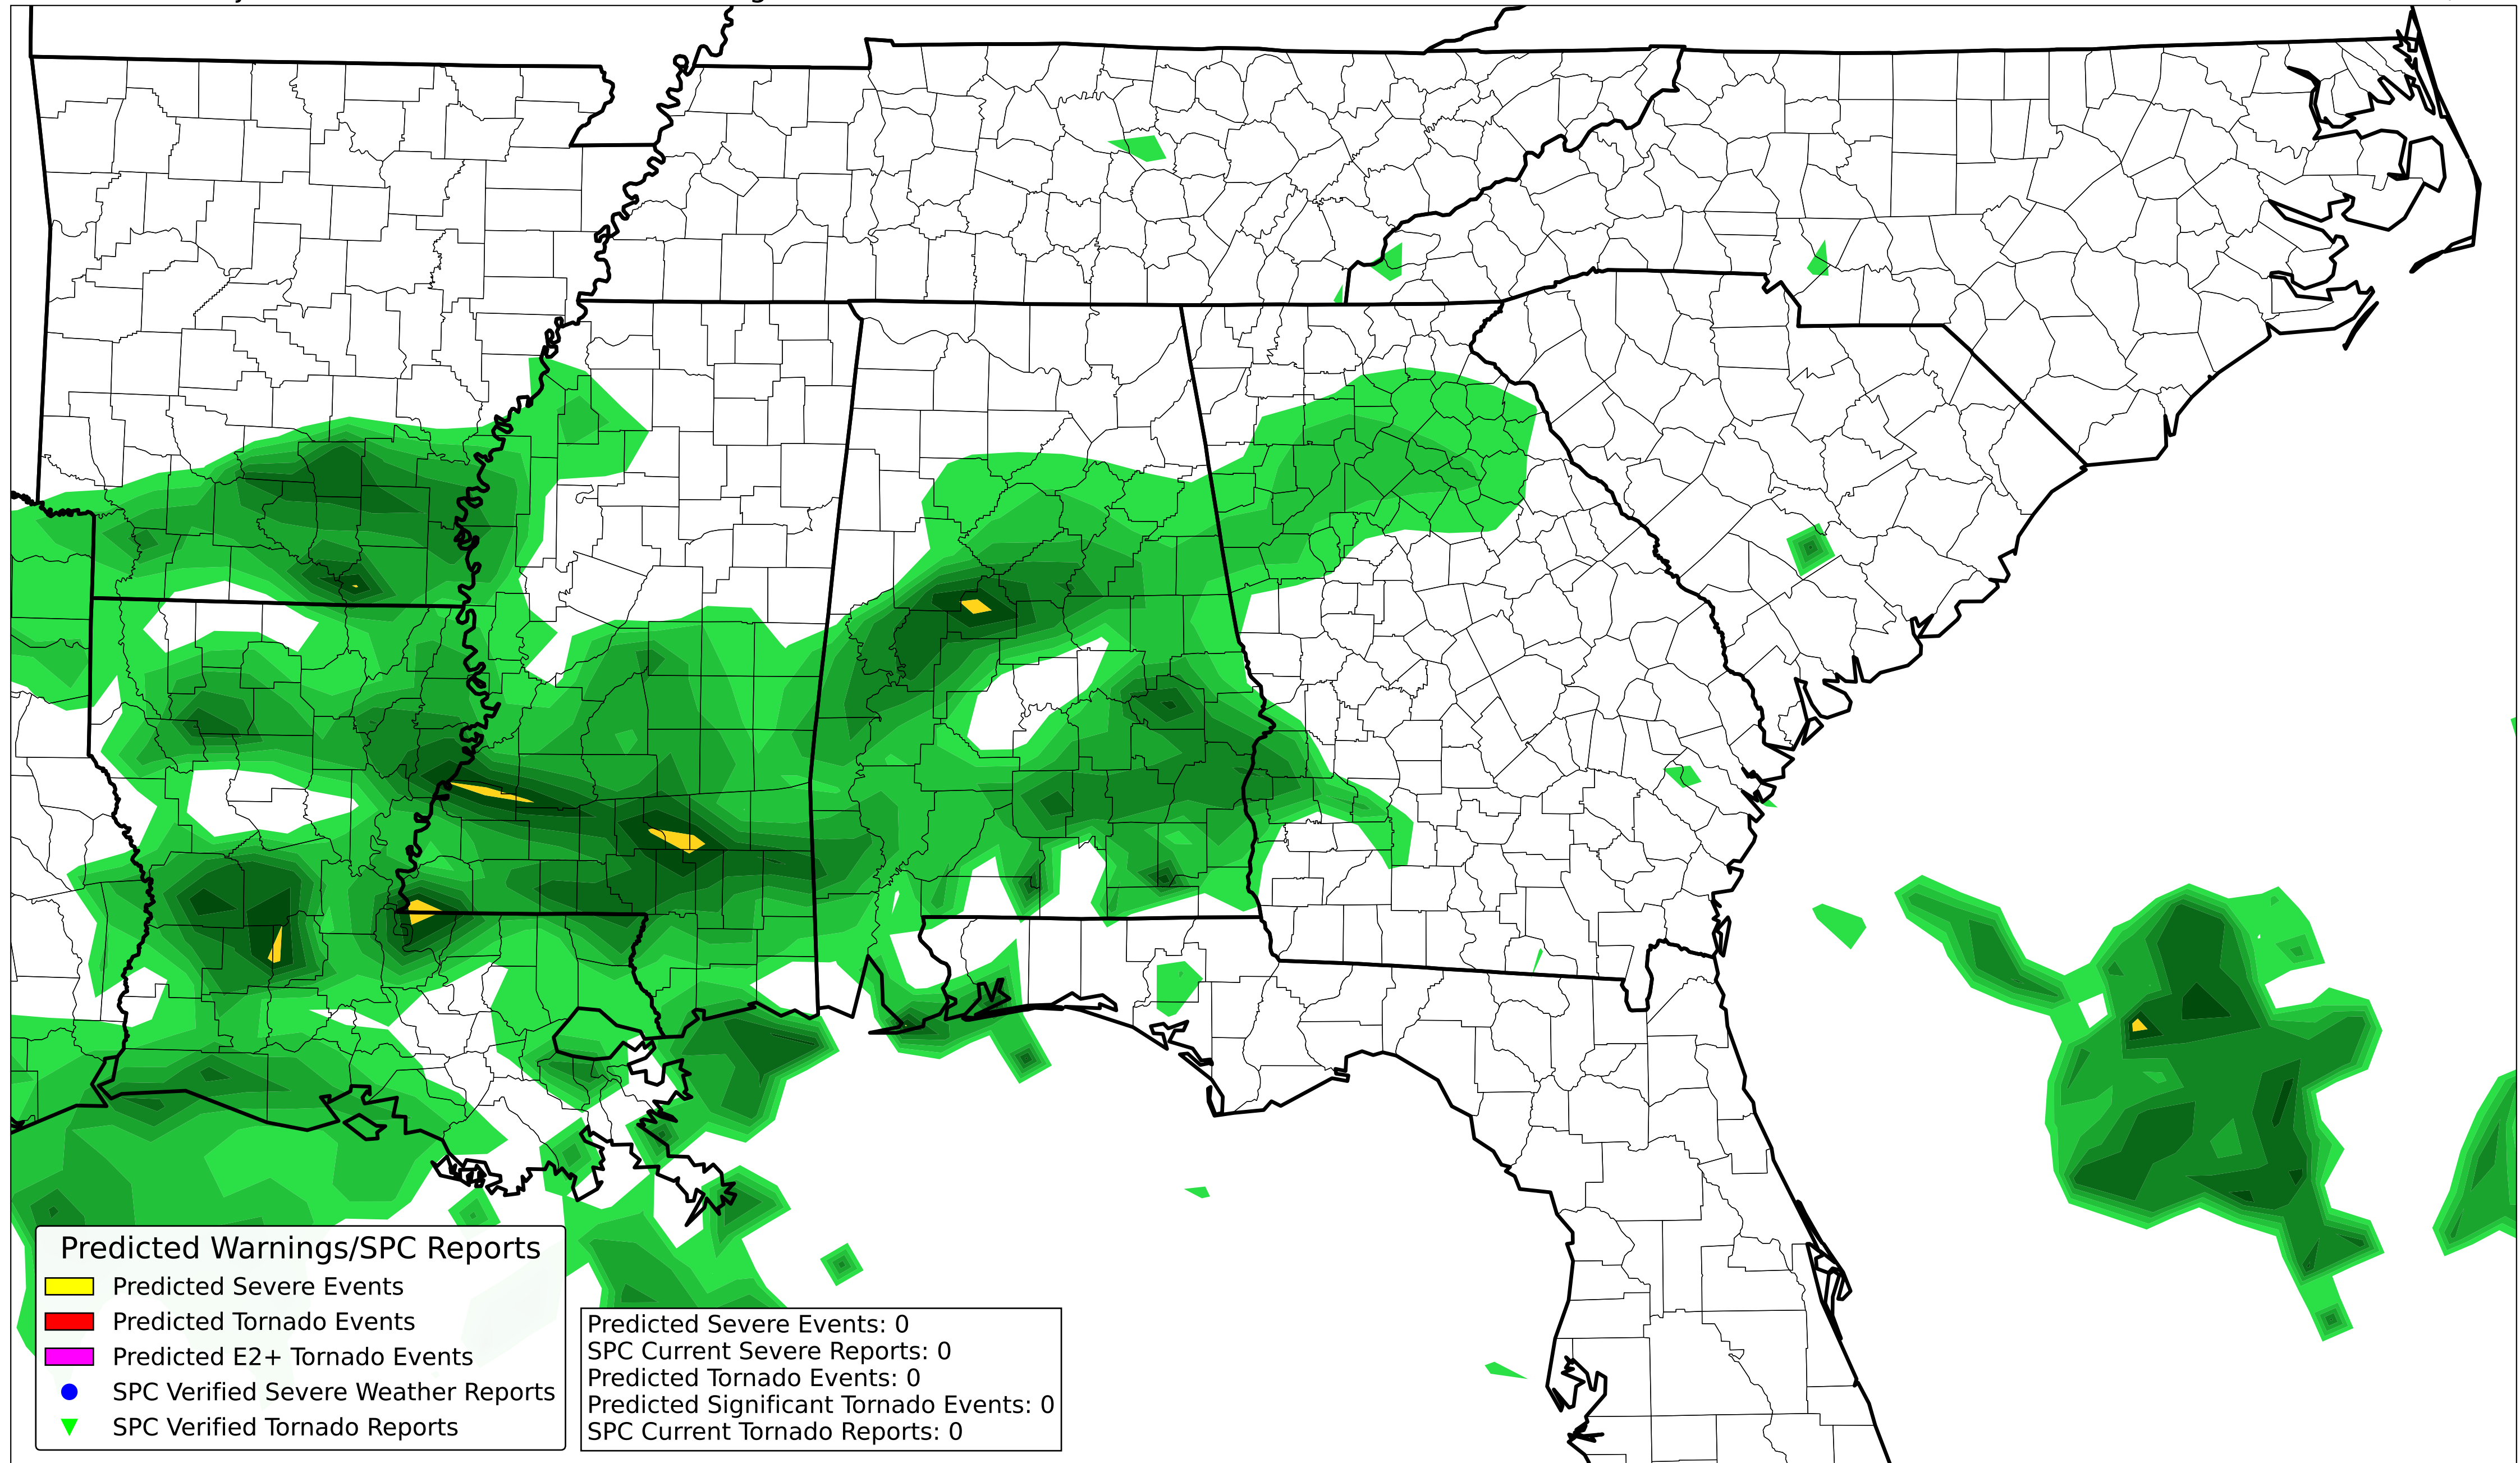 Predicted Warnings/SPC Reports
Predicted Severe Events
Predicted Tornado Events
Predicted E2+ Tornado Events
SPC Verified Severe Weather Reports
SPC Verified Tornado Reports
Predicted Severe Events: 0
SPC Current Severe Reports: 0
Predicted Tornado Events: 0
Predicted Significant Tornado Events: 0
SPC Current Tornado Reports: 0